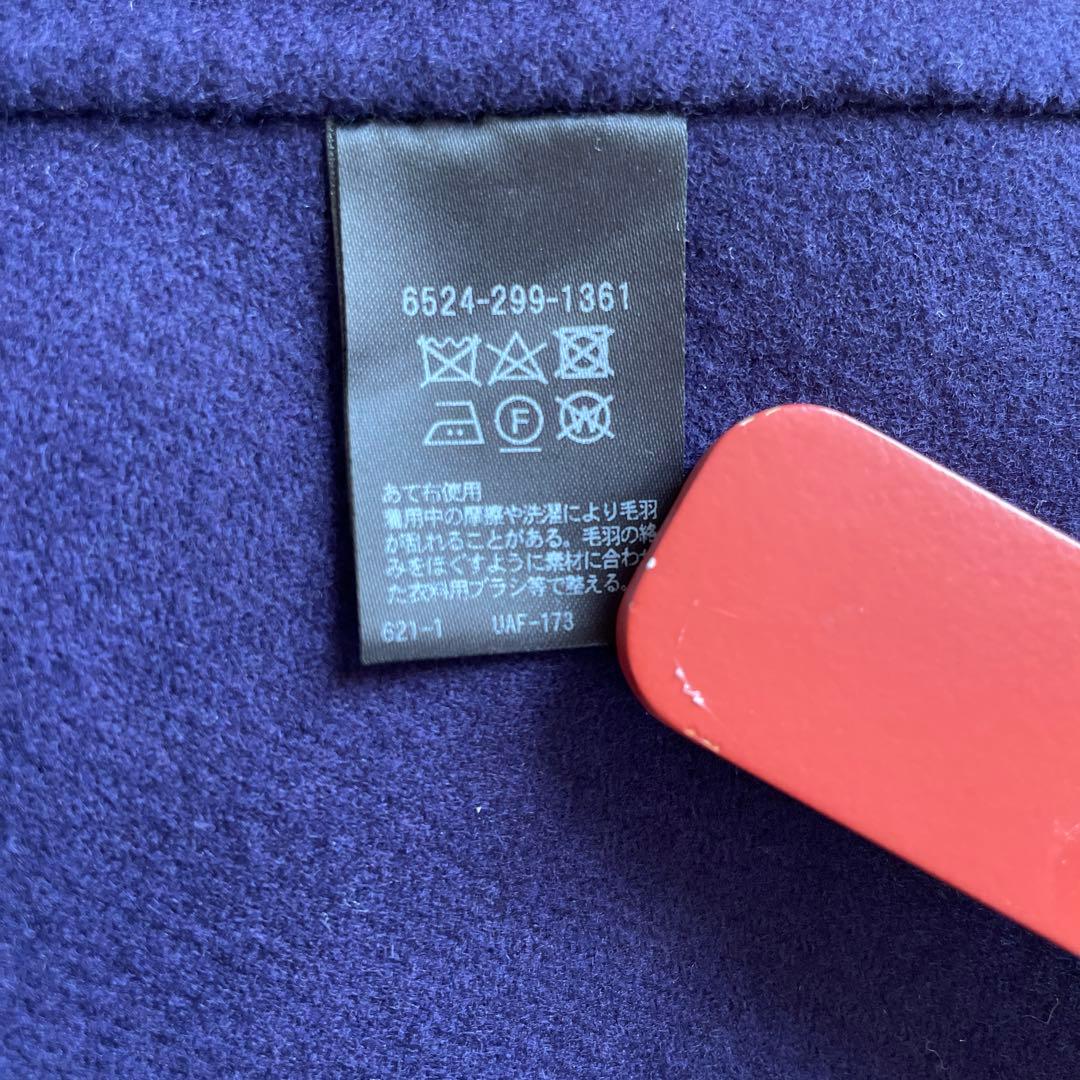 6524-299-1361
F W
あて布使用
着用中の摩擦や洗濯により毛羽
が乱れることがある。毛羽の絡
みをほぐすように素材に合わせ
た衣料用ブラシ等で整える。
621-1 UAF-173